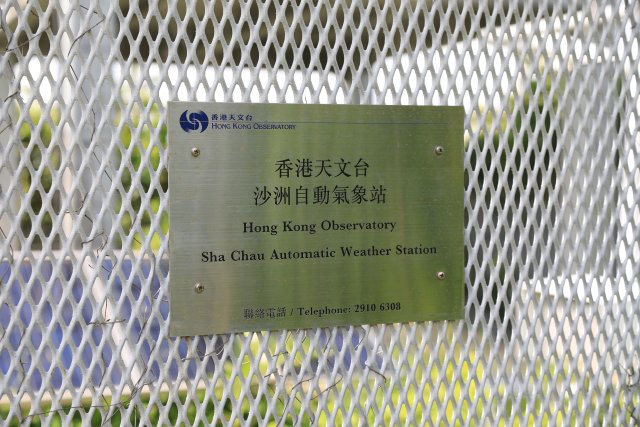 香港天文台
HONG KONG OBSERVATORY
香港天文台
沙洲自動氣象站
Hong Kong Observatory
Sha Chau Automatic Weather Station
聯絡電話 / Telephone: 2910 6308